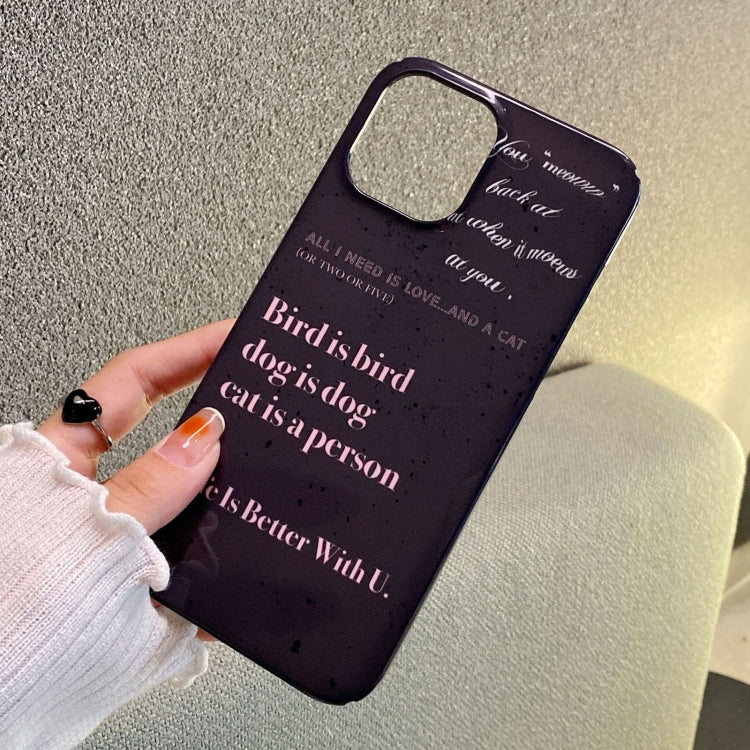 You "meoww"
back at
when it moews
at you.
ALL I NEED IS LOVE...AND A CAT
(OR TWO OR FIVE)
Bird is bird
dog is dog
cat is a person
Is Better With U.